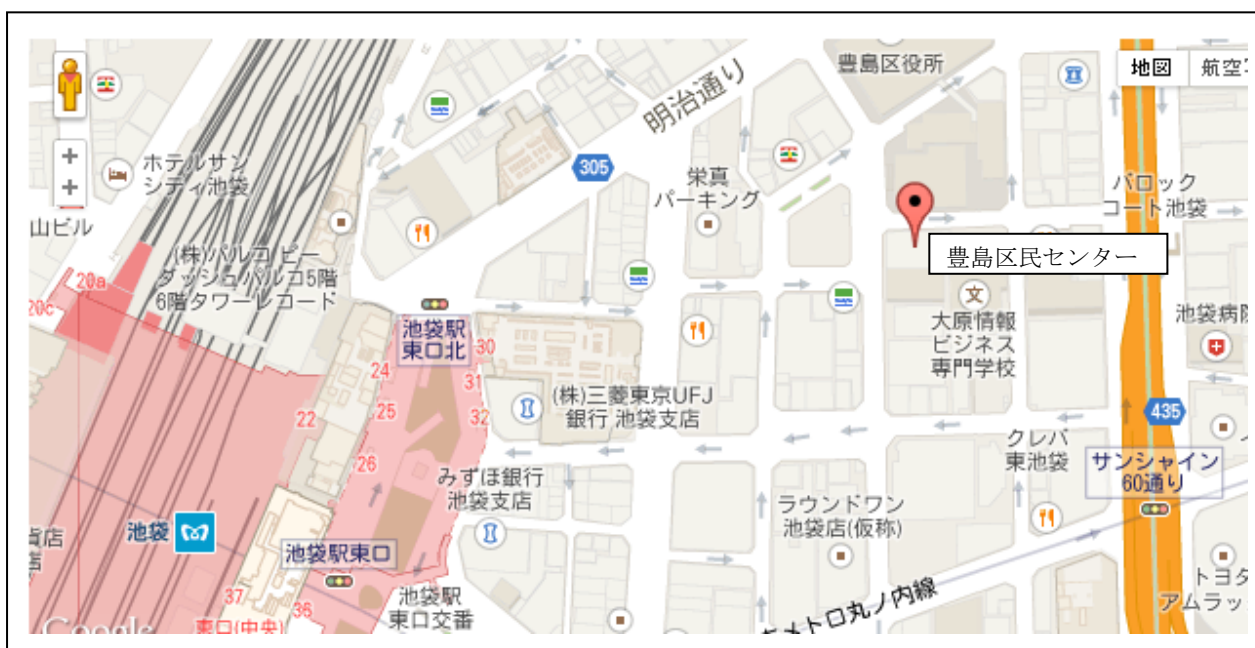 豊島区役所
地図
航空
明治通り
ホテルサン
シティ池袋
305
栄真
パーキング
バロック
コート池袋
山ビル
(株)パルコ ピー
ダッシュパルコ5階
6階タワーレコード
豊島区民センター
20a
20c
池袋駅
東口北
大原情報
ビジネス
専門学校
池袋病院
30
24
31
22
25
32
(株)三菱東京UFJ
銀行 池袋支店
435
クレバ
東池袋
サンシャイン
60通り
26
みずほ銀行
池袋支店
ラウンドワン
池袋店(仮称)
池袋
貨店
店
池袋駅東口
トヨタ
アムラッ
37
36
池袋駅
東口交番
メトロ丸ノ内線
東口(中央)
Google